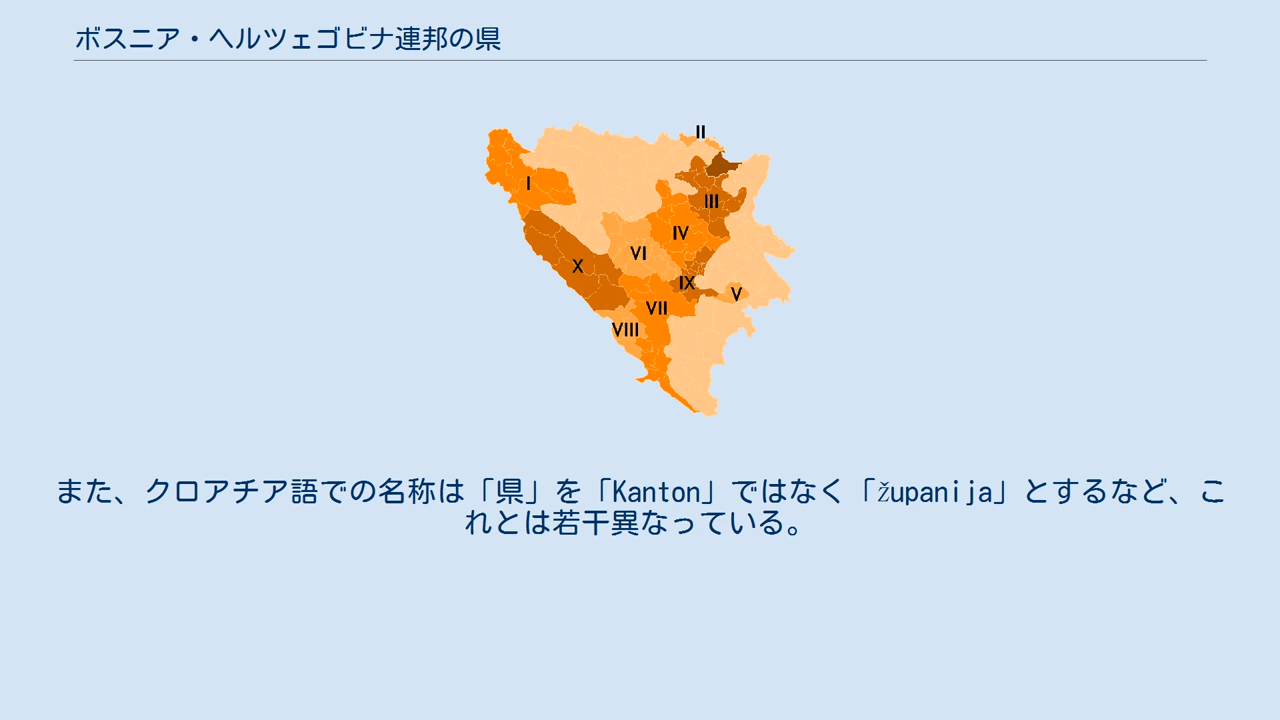 ボスニア・ヘルツェゴビナ連邦の県
II
I
III
IV
VI
X
IX
V
VII
VIII
また、クロアチア語での名称は「県」を「Kanton」ではなく「županija」とするなど、こ
れとは若干異なっている。